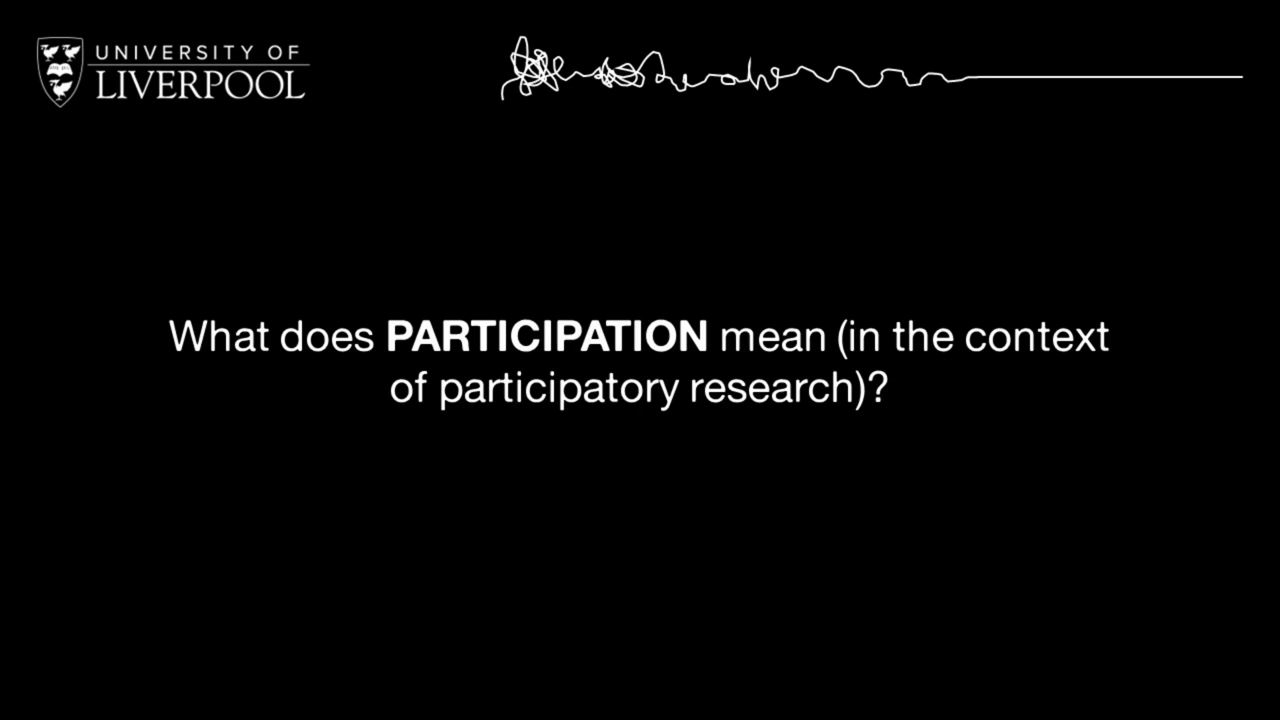 UNIVERSITY OF
LIVERPOOL
What does PARTICIPATION mean (in the context
of participatory research)?